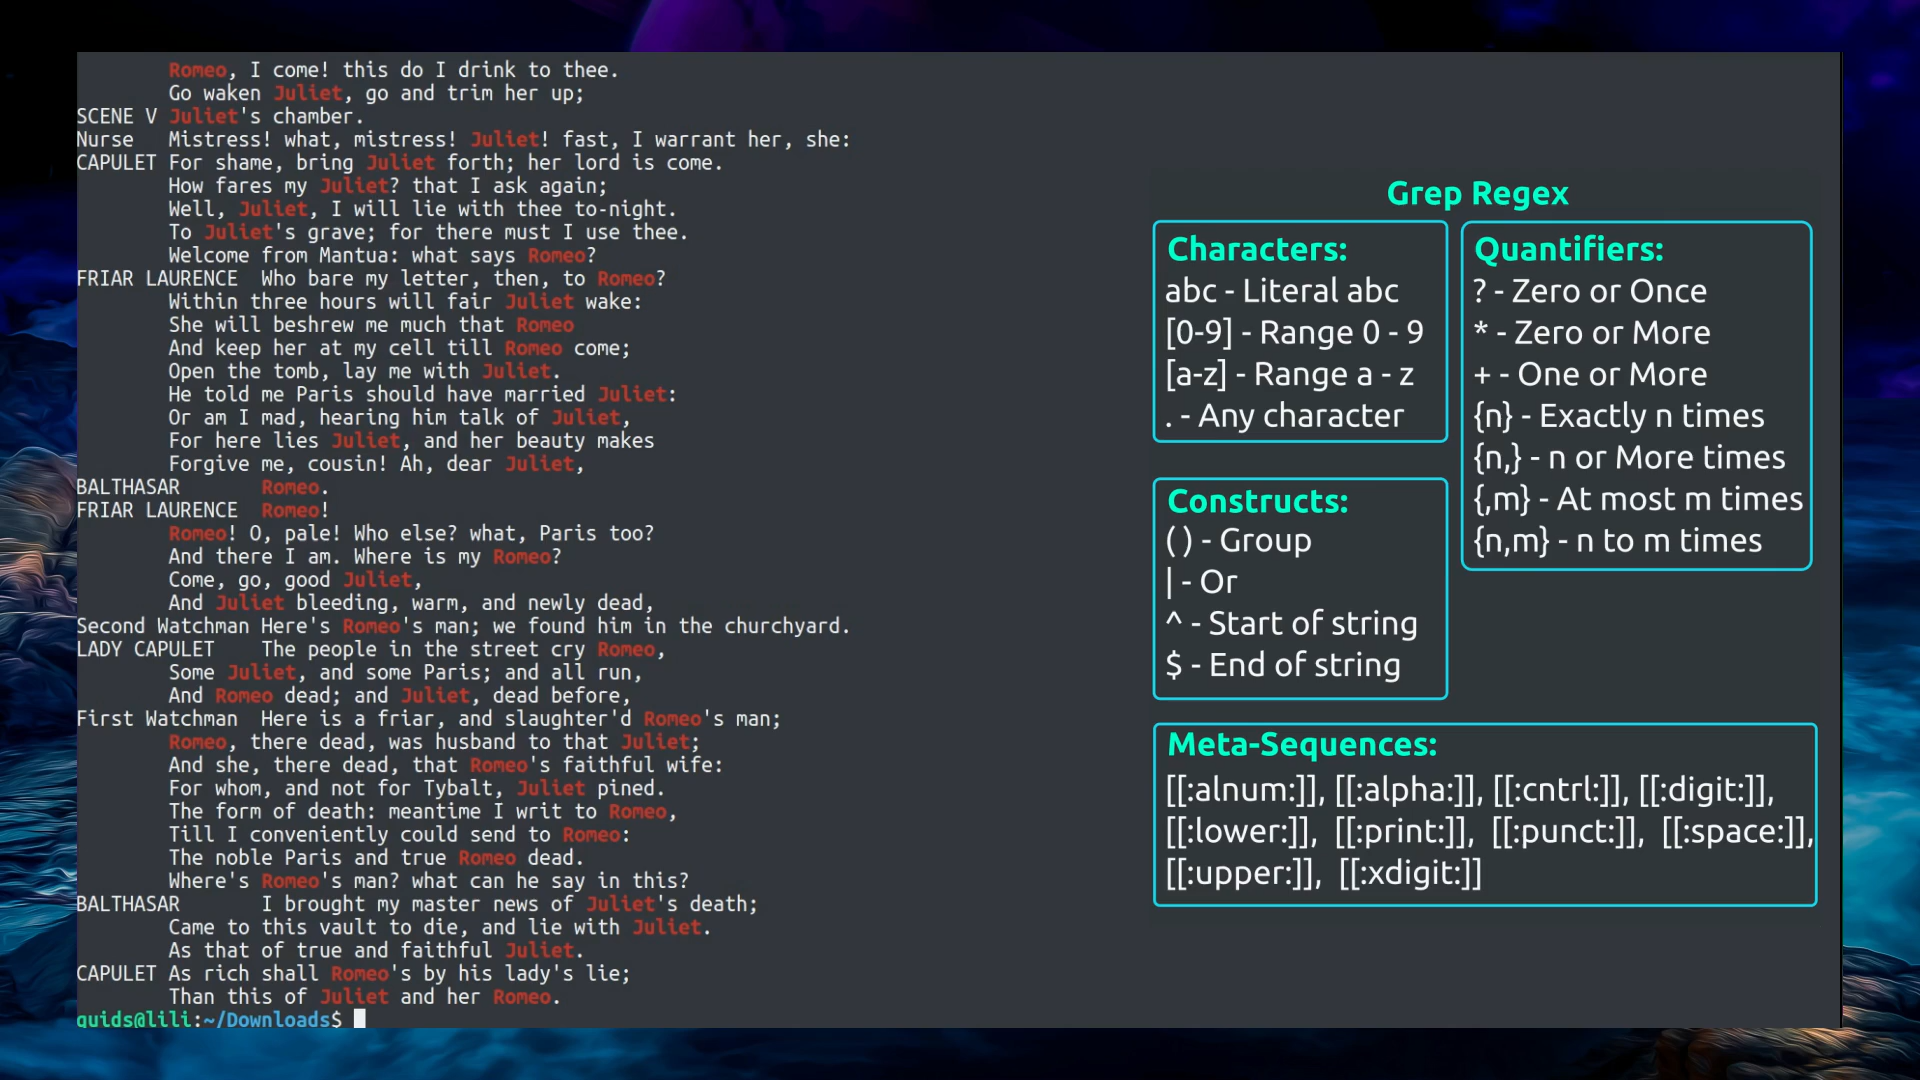 Romeo, I come! this do I drink to thee.
Go waken Juliet, go and trim her up;
SCENE V Juliet's chamber.
Nurse Mistress! what, mistress! Juliet! fast, I warrant her, she:
CAPULET For shame, bring Juliet forth; her lord is come.
How fares my Juliet? that I ask again;
Well, Juliet, I will lie with thee to-night.
To Juliet's grave; for there must I use thee.
Welcome from Mantua: what says Romeo?
FRIAR LAURENCE Who bare my letter, then, to Romeo?
Within three hours will fair Juliet wake:
She will beshrew me much that Romeo
And keep her at my cell till Romeo come;
Open the tomb, lay me with Juliet.
He told me Paris should have married Juliet:
Or am I mad, hearing him talk of Juliet,
For here lies Juliet, and her beauty makes
Forgive me, cousin! Ah, dear Juliet,
BALTHASAR Romeo.
FRIAR LAURENCE Romeo!
Romeo! O, pale! Who else? what, Paris too?
And there I am. Where is my Romeo?
Come, go, good Juliet,
And Juliet bleeding, warm, and newly dead,
Second Watchman Here's Romeo's man; we found him in the churchyard.
LADY CAPULET The people in the street cry Romeo,
Some Juliet, and some Paris; and all run,
And Romeo dead; and Juliet, dead before,
First Watchman Here is a friar, and slaughter'd Romeo's man;
Romeo, there dead, was husband to that Juliet;
And she, there dead, that Romeo's faithful wife:
For whom, and not for Tybalt, Juliet pined.
The form of death: meantime I writ to Romeo,
Till I conveniently could send to Romeo:
The noble Paris and true Romeo dead.
Where's Romeo's man? what can he say in this?
BALTHASAR I brought my master news of Juliet's death;
Came to this vault to die, and lie with Juliet.
As that of true and faithful Juliet.
CAPULET As rich shall Romeo's by his lady's lie;
Than this of Juliet and her Romeo.
quids@lili:~/Downloads$
Grep Regex
Characters:
abc - Literal abc
[0-9] - Range 0 - 9
[a-z] - Range a - z
. - Any character
Quantifiers:
? - Zero or Once
* - Zero or More
+ - One or More
{n} - Exactly n times
{n,} - n or More times
{,m} - At most m times
{n,m} - n to m times
Constructs:
( ) - Group
| - Or
^ - Start of string
$ - End of string
Meta-Sequences:
[[:alnum:]], [[:alpha:]], [[:cntrl:]], [[:digit:]],
[[:lower:]], [[:print:]], [[:punct:]], [[:space:]],
[[:upper:]], [[:xdigit:]]